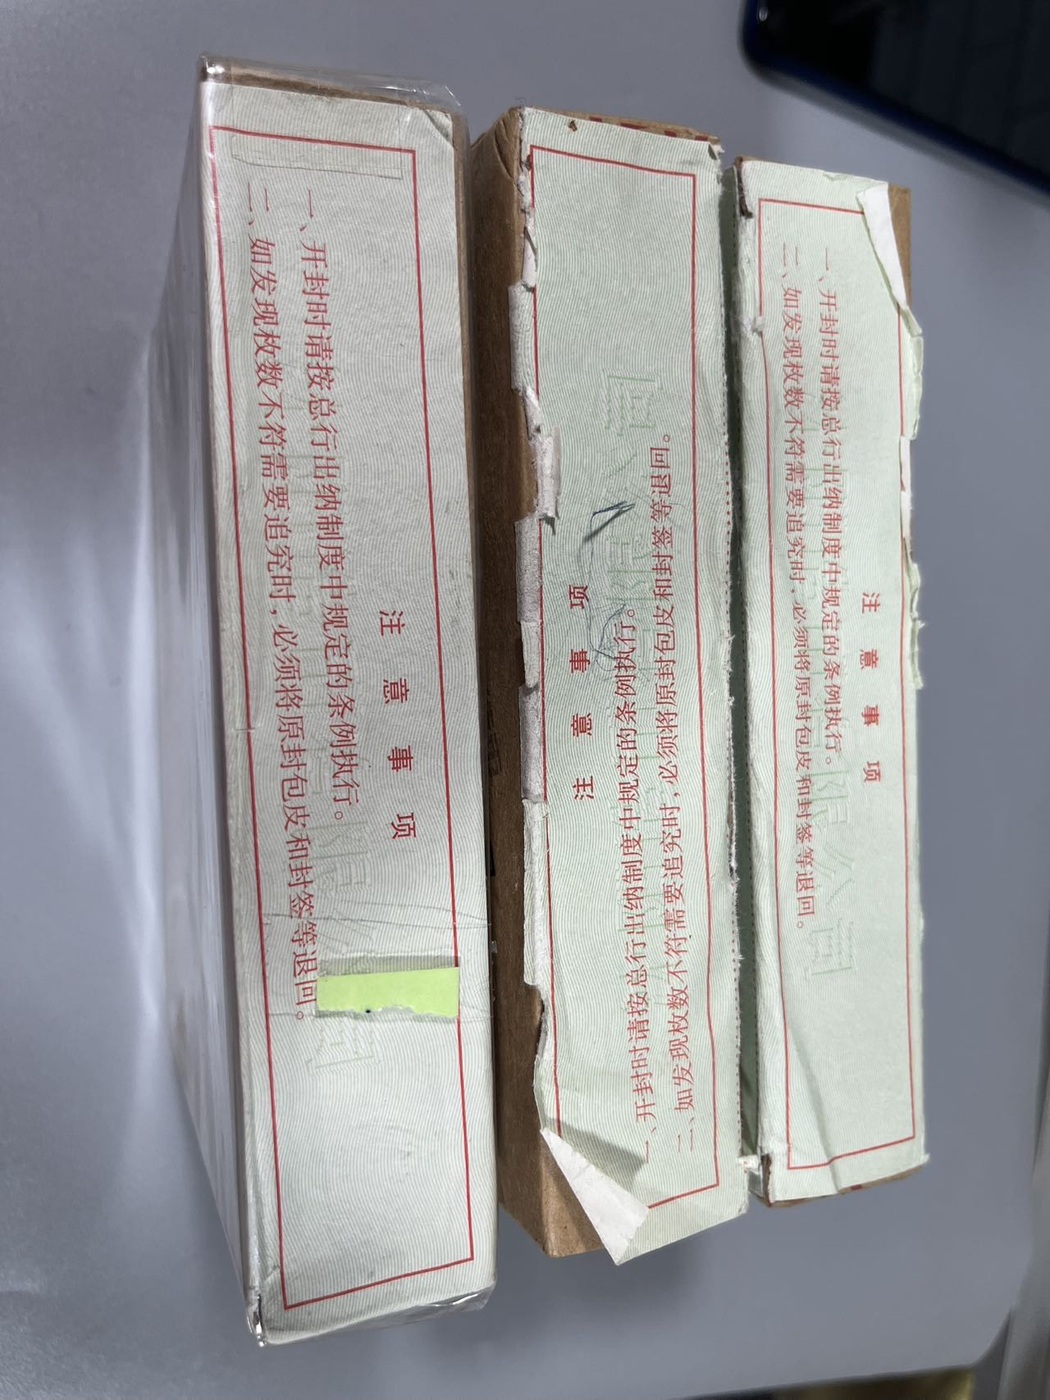 注意事项
一、开封时请按总行出纳制度中规定的条例执行。
二、如发现枚数不符需要追究时,必须将原封包皮和封签等退回。
注意事项
一、开封时请按总行出纳制度中规定的条例执行。
二、如发现枚数不符需要追究时,必须将原封包皮和封签等退回。
注意事项
一、开封时请按总行出纳制度中规定的条例执行。
二、如发现枚数不符需要追究时,必须将原封包皮和封签等退回。